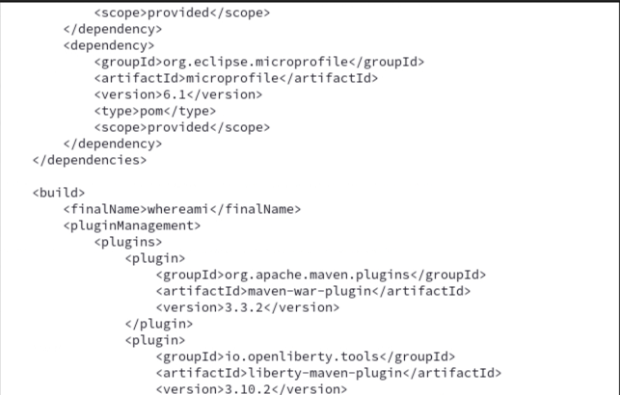 <scope>provided</scope>
</dependency>
<dependency>
<groupId>org.eclipse.microprofile</groupId>
<artifactId>microprofile</artifactId>
<version>6.1</version>
<type>pom</type>
<scope>provided</scope>
</dependency>
</dependencies>
<build>
<finalName>whereami</finalName>
<pluginManagement>
<plugins>
<plugin>
<groupId>org.apache.maven.plugins</groupId>
<artifactId>maven-war-plugin</artifactId>
<version>3.3.2</version>
</plugin>
<plugin>
<groupId>io.openliberty.tools</groupId>
<artifactId>liberty-maven-plugin</artifactId>
<version>3.10.2</version>